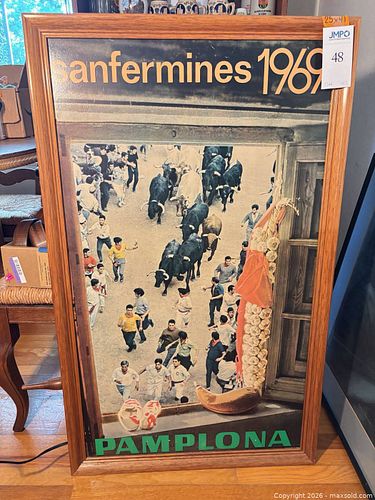 sanfermines 1969
JMPO
48
PAMPLONA
Copyright 2026 - maxsold.com